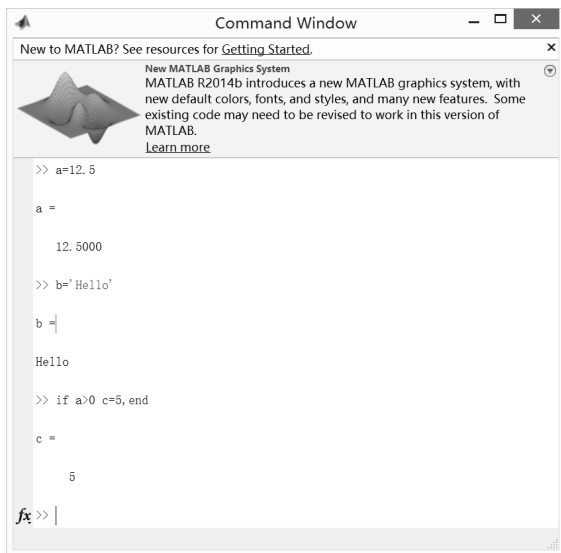 Command Window
New to MATLAB? See resources for Getting Started.
New MATLAB Graphics System
MATLAB R2014b introduces a new MATLAB graphics system, with
new default colors, fonts, and styles, and many new features. Some
existing code may need to be revised to work in this version of
MATLAB.
Learn more
>> a=12.5
a =
12.5000
>> b='Hello'
b =
Hello
>> if a>0 c=5,end
c =
5
fx >>